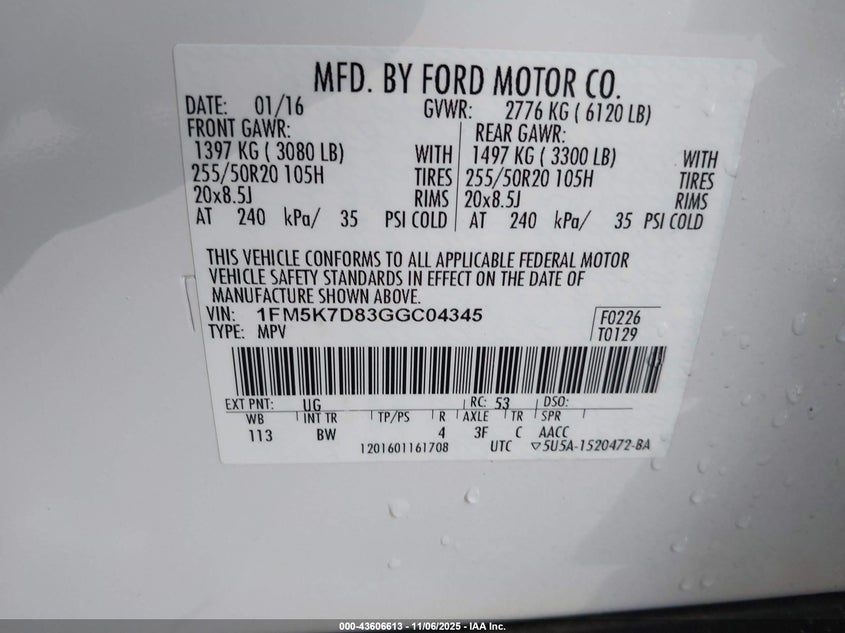 MFD. BY FORD MOTOR CO.
DATE: 01/16 GVWR: 2776 KG ( 6120 LB)
FRONT GAWR: REAR GAWR:
1397 KG ( 3080 LB) WITH 1497 KG ( 3300 LB) WITH
255/50R20 105H TIRES 255/50R20 105H TIRES
20x8.5J RIMS 20x8.5J RIMS
AT 240 kPa/ 35 PSI COLD AT 240 kPa/ 35 PSI COLD
THIS VEHICLE CONFORMS TO ALL APPLICABLE FEDERAL MOTOR
VEHICLE SAFETY STANDARDS IN EFFECT ON THE DATE OF
MANUFACTURE SHOWN ABOVE.
VIN: 1FM5K7D83GGC04345 F0226
TYPE: MPV T0129
EXT PNT: UG RC: 53 DSO:
WB INT TR TP/PS R AXLE TR SPR
113 BW 4 3F C AACC
1201601161708 UTC ▽5U5A-1520472-BA
000-43606613 - 11/06/2025 - IAA Inc.